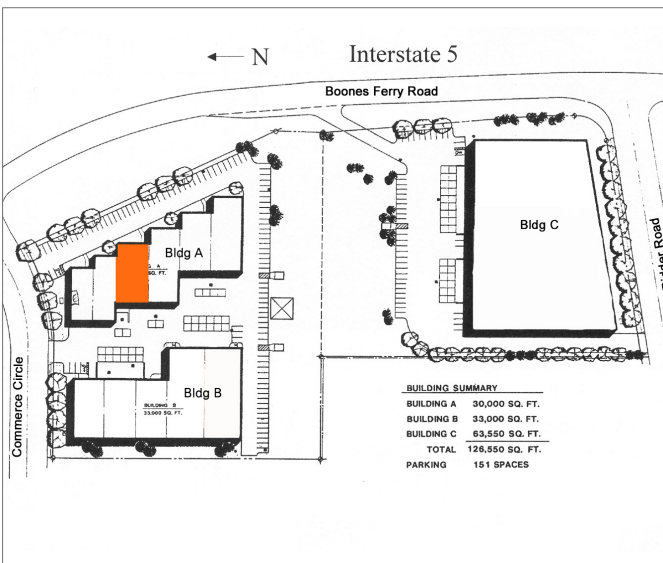 N Interstate 5
Boones Ferry Road
Bldg A
SQ. FT.
Bldg C
Commerce Circle
Bldg B
BUILDING B
33,000 SQ. FT.
Road
BUILDING SUMMARY
BUILDING A 30,000 SQ. FT.
BUILDING B 33,000 SQ. FT.
BUILDING C 63,550 SQ. FT.
TOTAL 126,550 SQ. FT.
PARKING 151 SPACES